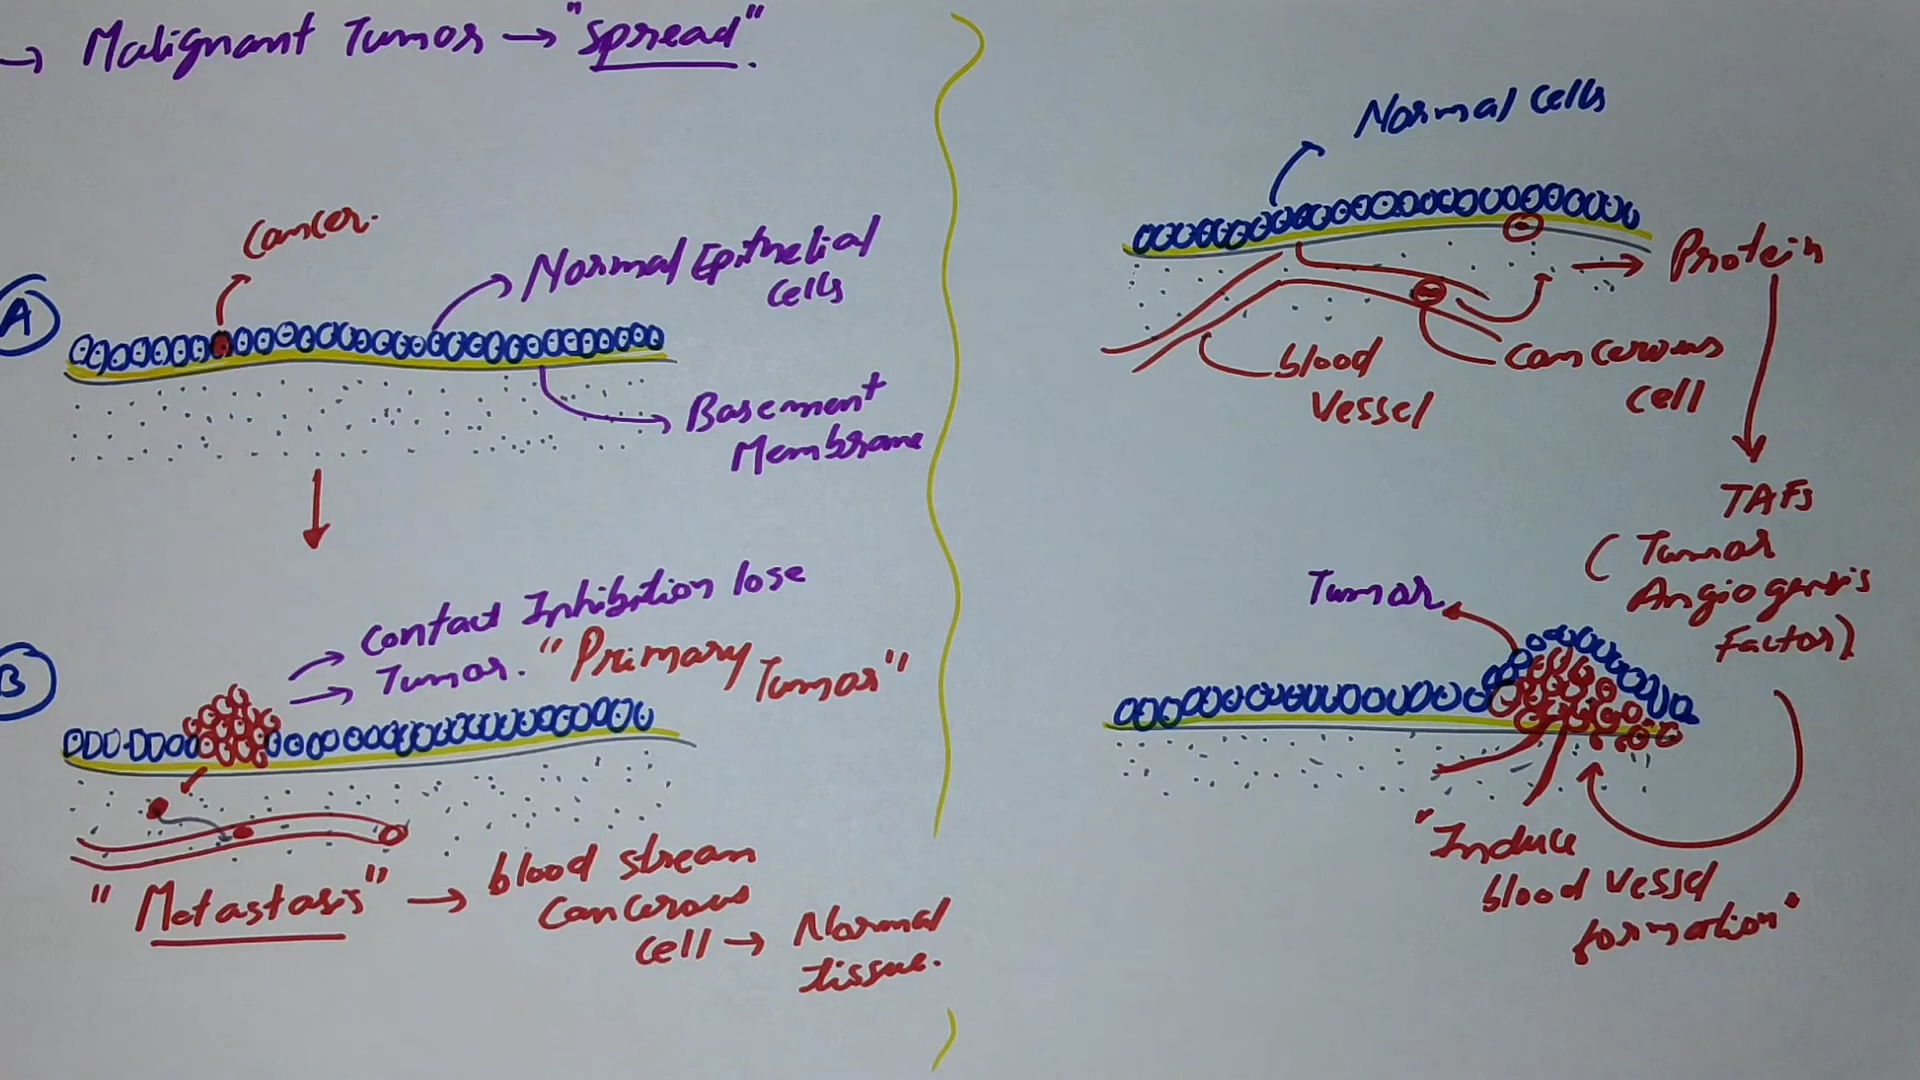 → Malignant Tumor → "Spread".
Cancer.
A
Normal Epithelial
Cells
Basement
Membrane
Contact Inhibition lose
B
Tumor. "Primary
Tumor"
"Metastasis" → blood stream
Cancerous
Cell → Normal
tissue.
Normal Cells
→ Protein
blood
Vessel
Cancerous
Cell
TAFs
(Tumor
Angiogensis
Factor)
Tumor
"Induce
blood vessel
formation"